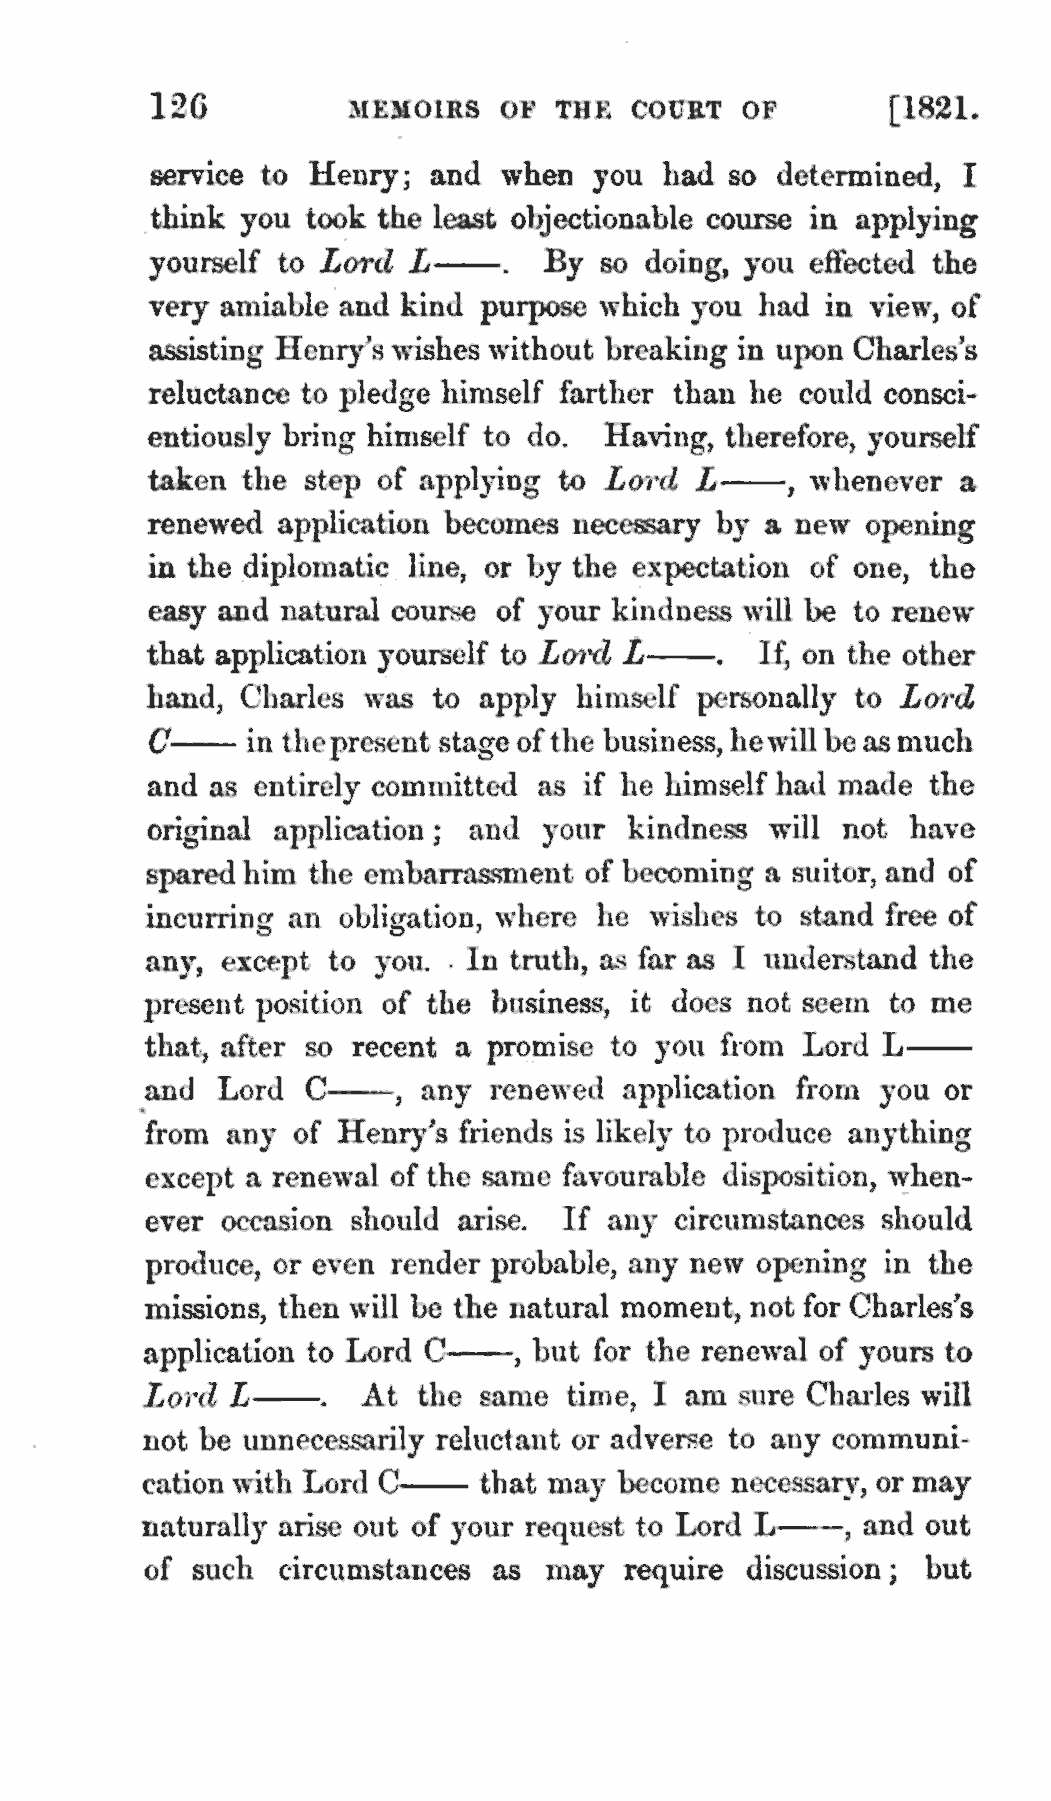 126 MEMOIRS OF THE COURT OF [1821.
service to Henry; and when you had so determined, I
think you took the least objectionable course in applying
yourself to Lord L——. By so doing, you effected the
very amiable and kind purpose which you had in view, of
assisting Henry's wishes without breaking in upon Charles's
reluctance to pledge himself farther than he could consci-
entiously bring himself to do. Having, therefore, yourself
taken the step of applying to Lord L——, whenever a
renewed application becomes necessary by a new opening
in the diplomatic line, or by the expectation of one, the
easy and natural course of your kindness will be to renew
that application yourself to Lord L——. If, on the other
hand, Charles was to apply himself personally to Lord
C—— in the present stage of the business, he will be as much
and as entirely committed as if he himself had made the
original application; and your kindness will not have
spared him the embarrassment of becoming a suitor, and of
incurring an obligation, where he wishes to stand free of
any, except to you. In truth, as far as I understand the
present position of the business, it does not seem to me
that, after so recent a promise to you from Lord L——
and Lord C——, any renewed application from you or
from any of Henry's friends is likely to produce anything
except a renewal of the same favourable disposition, when-
ever occasion should arise. If any circumstances should
produce, or even render probable, any new opening in the
missions, then will be the natural moment, not for Charles's
application to Lord C——, but for the renewal of yours to
Lord L——. At the same time, I am sure Charles will
not be unnecessarily reluctant or adverse to any communi-
cation with Lord C—— that may become necessary, or may
naturally arise out of your request to Lord L——, and out
of such circumstances as may require discussion; but